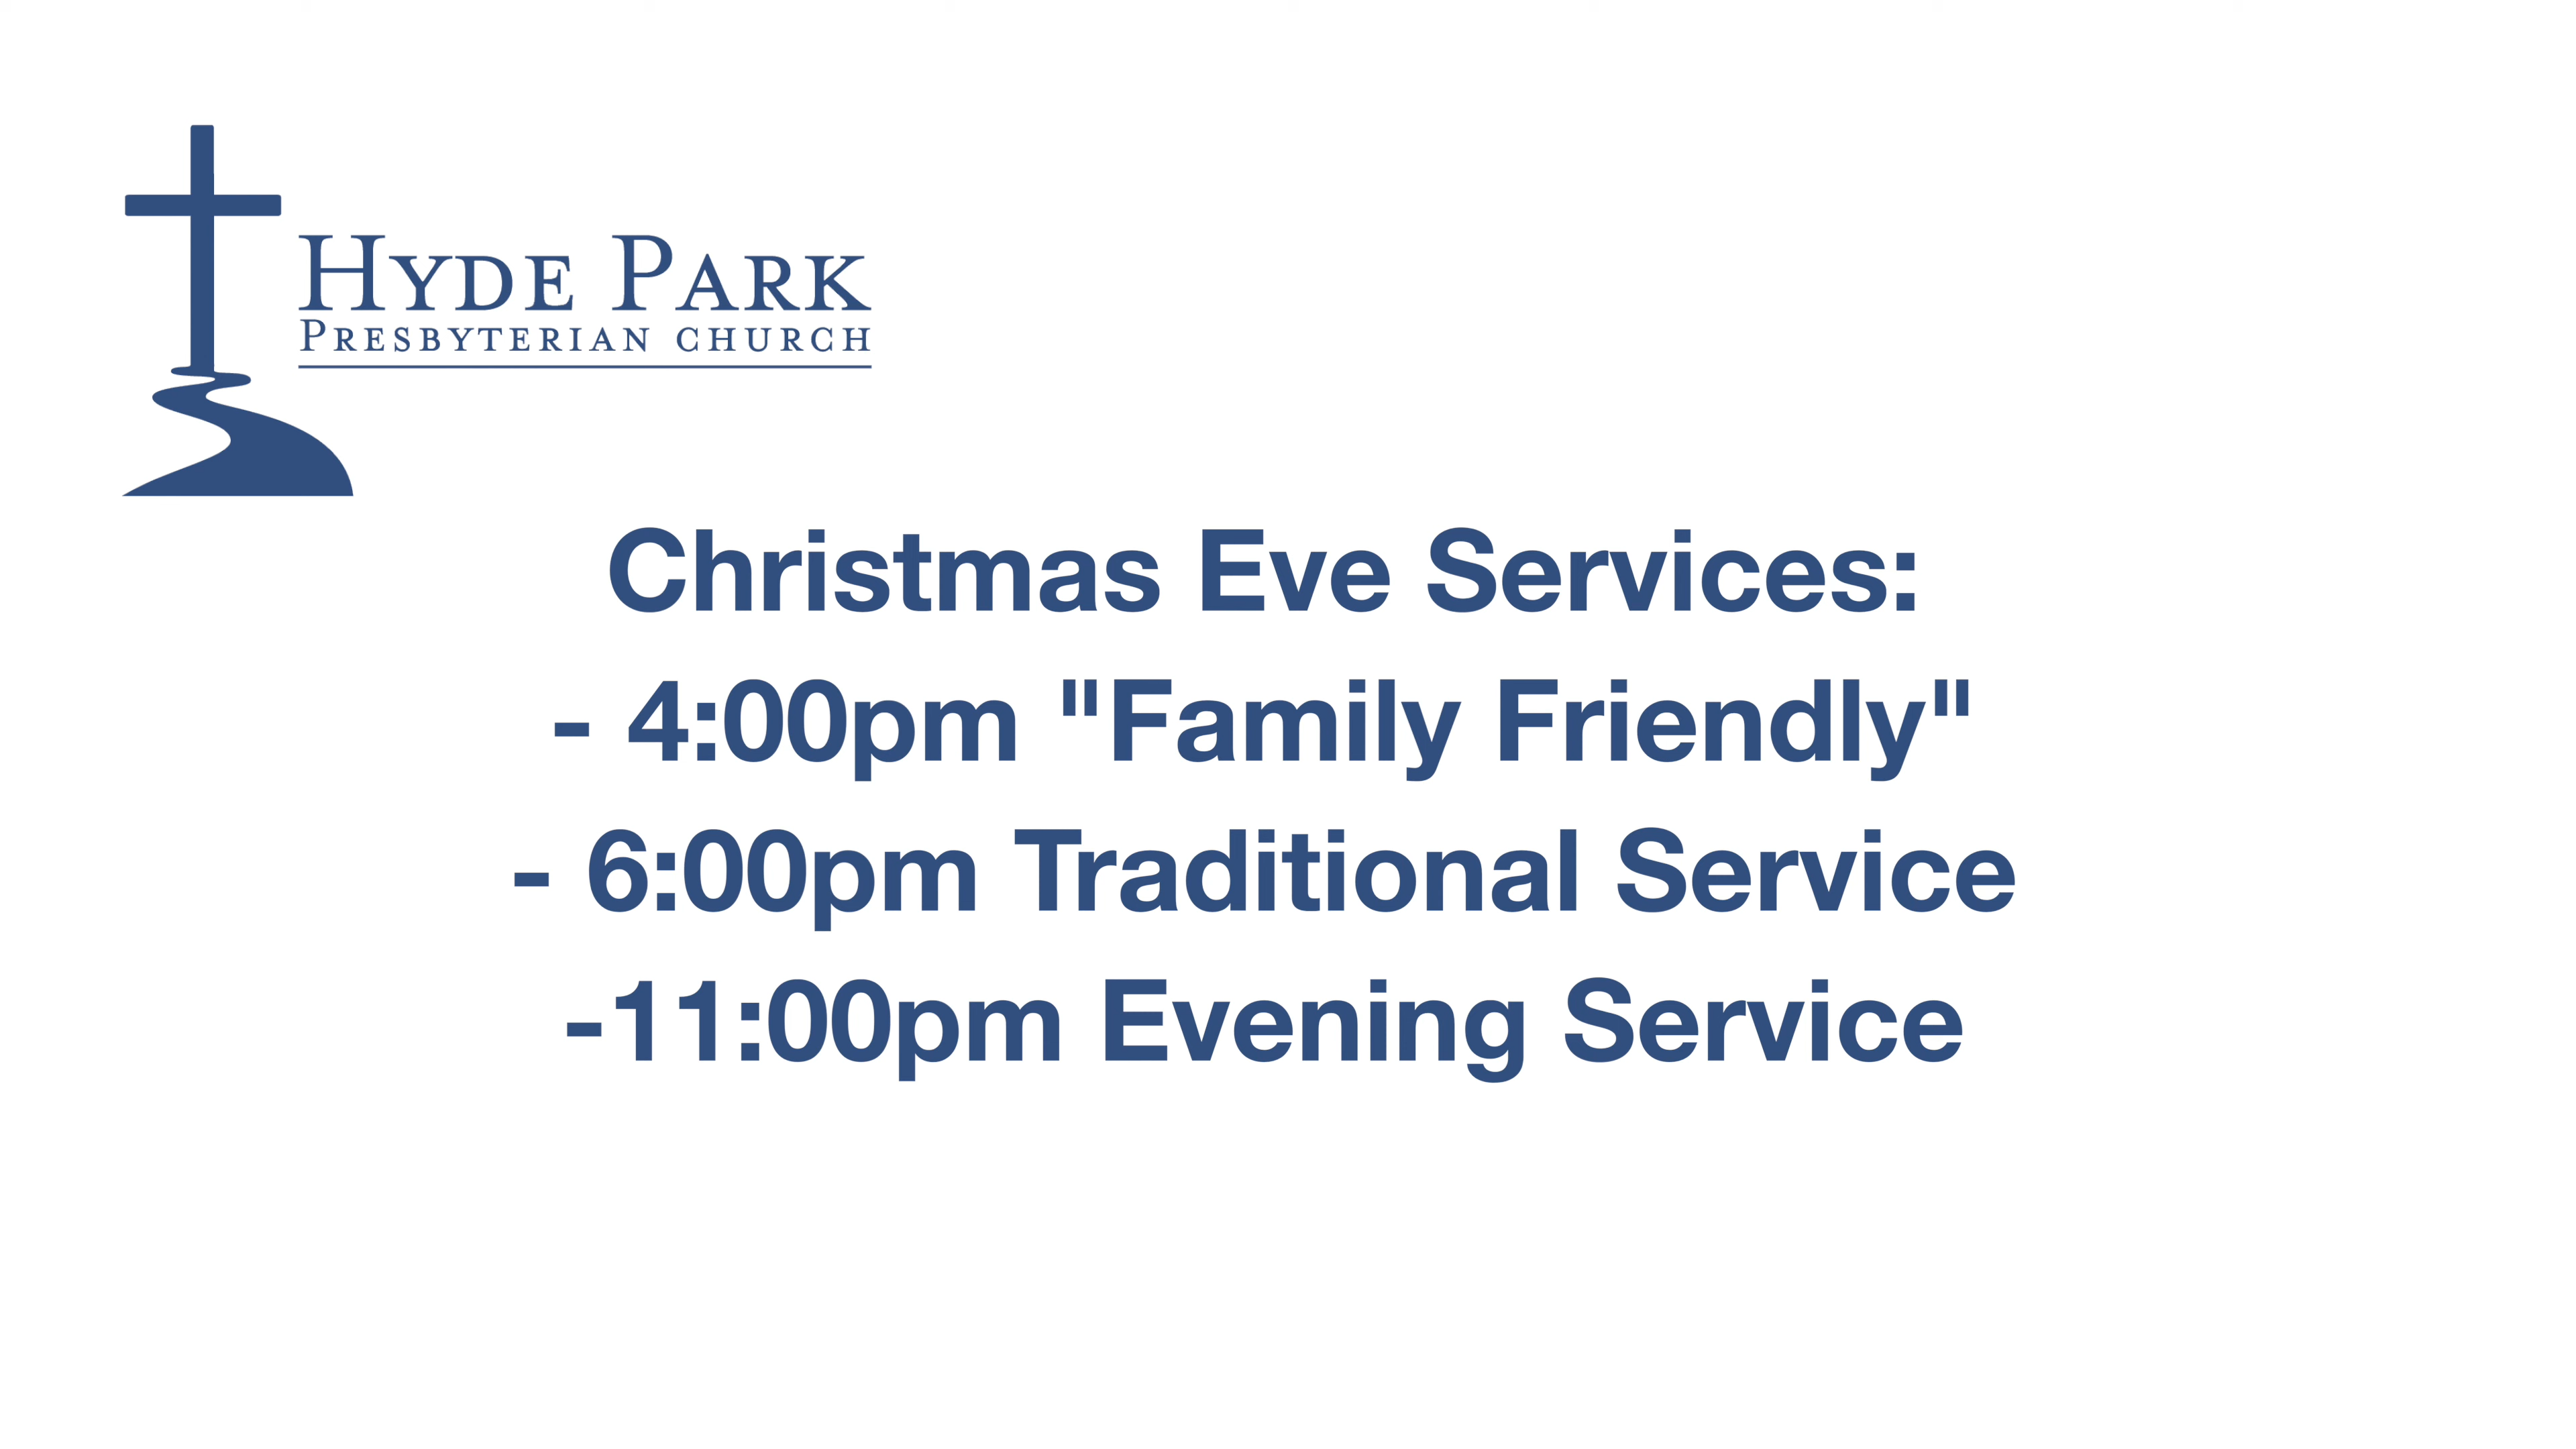 Hyde Park
Presbyterian church
Christmas Eve Services:
- 4:00pm "Family Friendly"
- 6:00pm Traditional Service
-11:00pm Evening Service